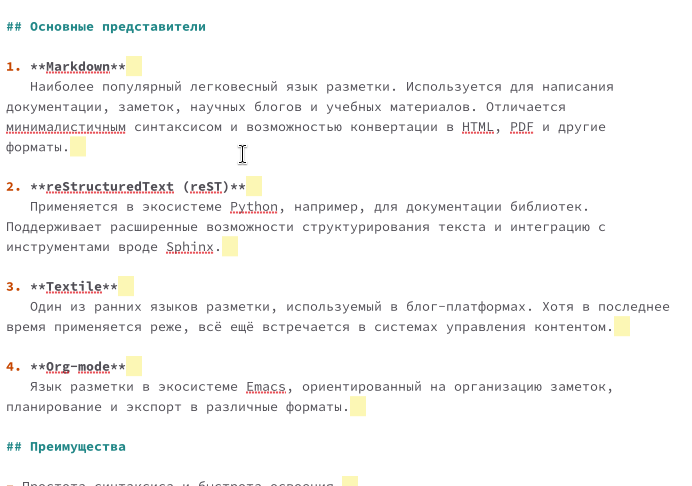 ## Основные представители
1. **Markdown**
Наиболее популярный легковесный язык разметки. Используется для написания
документации, заметок, научных блогов и учебных материалов. Отличается
минималистичным синтаксисом и возможностью конвертации в HTML, PDF и другие
форматы.
2. **reStructuredText (reST)**
Применяется в экосистеме Python, например, для документации библиотек.
Поддерживает расширенные возможности структурирования текста и интеграцию с
инструментами вроде Sphinx.
3. **Textile**
Один из ранних языков разметки, используемый в блог-платформах. Хотя в последнее
время применяется реже, всё ещё встречается в системах управления контентом.
4. **Org-mode**
Язык разметки в экосистеме Emacs, ориентированный на организацию заметок,
планирование и экспорт в различные форматы.
## Преимущества
- Простота синтаксиса и быстрота освоения.